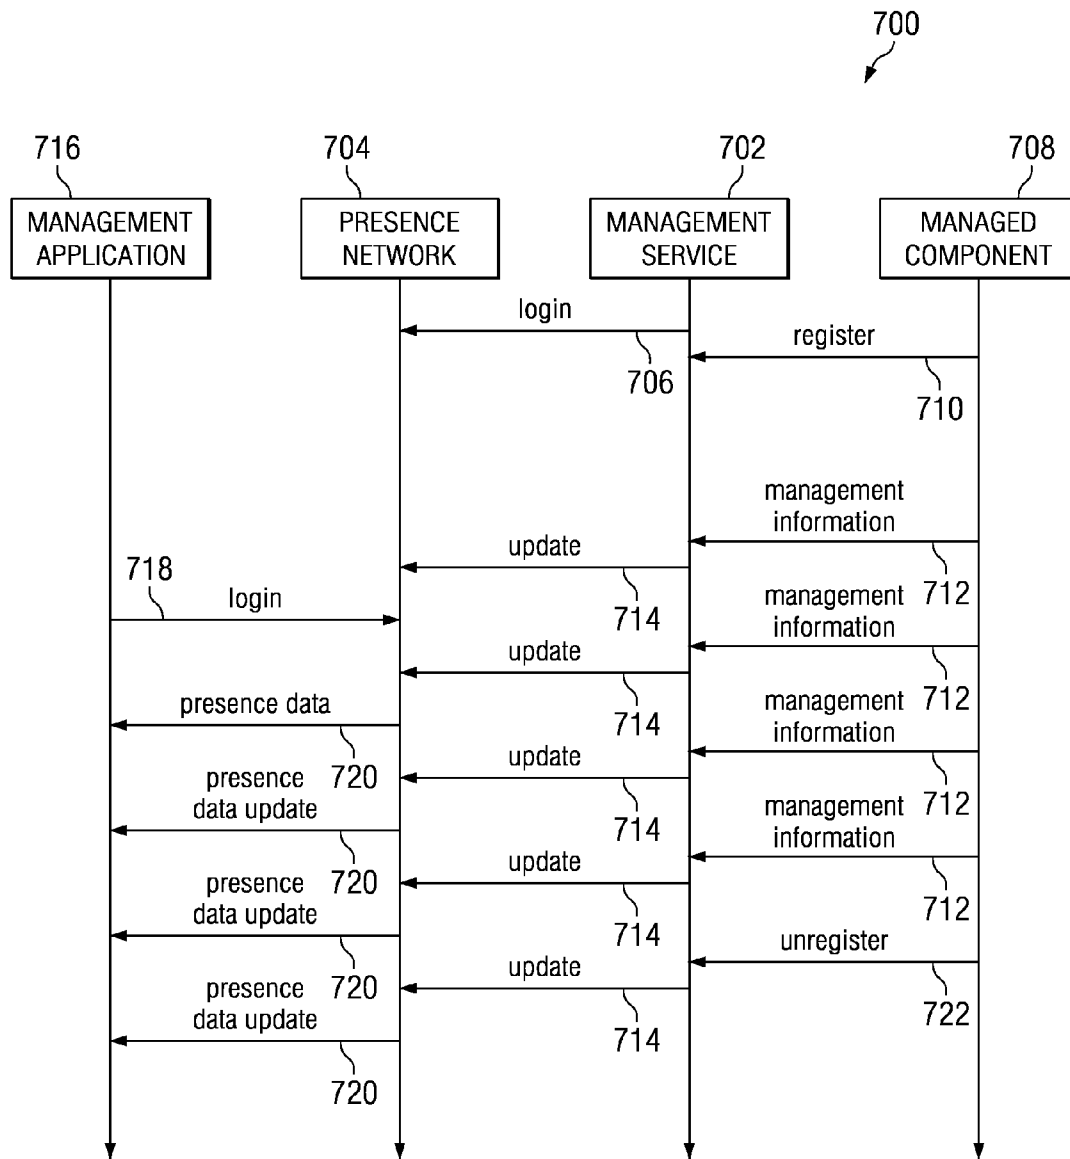 700
716
704
702
708
MANAGEMENT
APPLICATION
PRESENCE
NETWORK
MANAGEMENT
SERVICE
MANAGED
COMPONENT
login
706
register
710
management
information
712
update
714
718
login
management
information
712
update
714
presence data
720
management
information
712
update
714
presence
data update
720
management
information
712
update
714
presence
data update
720
unregister
722
update
714
presence
data update
720